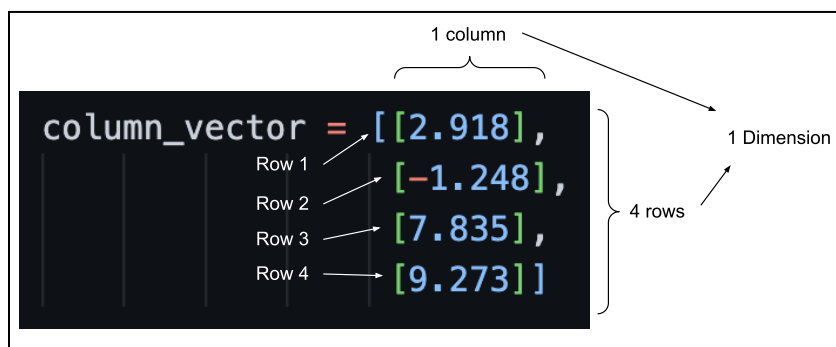 1 column
column_vector = [[2.918],
1 Dimension
Row 1
[-1.248],
Row 2
4 rows
[7.835],
Row 3
[9.273]]
Row 4